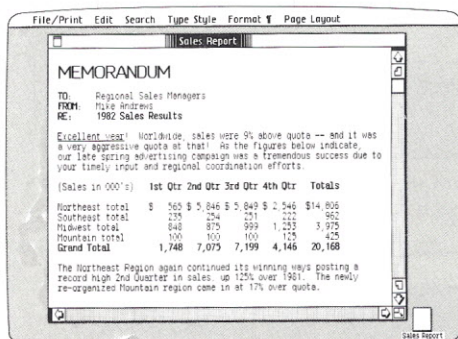 File/Print Edit Search Type Style Format ¶ Page Layout
Sales Report
MEMORANDUM
TO: Regional Sales Managers
FROM: Mike Andrews
RE: 1982 Sales Results
Excellent year! Worldwide, sales were 9% above quota -- and it was
a very aggressive quota at that! As the figures below indicate,
our late spring advertising campaign was a tremendous success due to
your timely input and regional coordination efforts.
(Sales in 000's) 1st Qtr 2nd Qtr 3rd Qtr 4th Qtr Totals
Northeast total $ 565 $ 5,846 $ 5,849 $ 2,546 $14,806
Southeast total 235 254 251 222 962
Midwest total 848 875 999 1,253 3,975
Mountain total 100 100 100 125 425
Grand Total 1,748 7,075 7,199 4,146 20,168
The Northeast Region again continued its winning ways posting a
record high 2nd Quarter in sales, up 125% over 1981. The newly
re-organized Mountain region came in at 17% over quota.
Sales Report